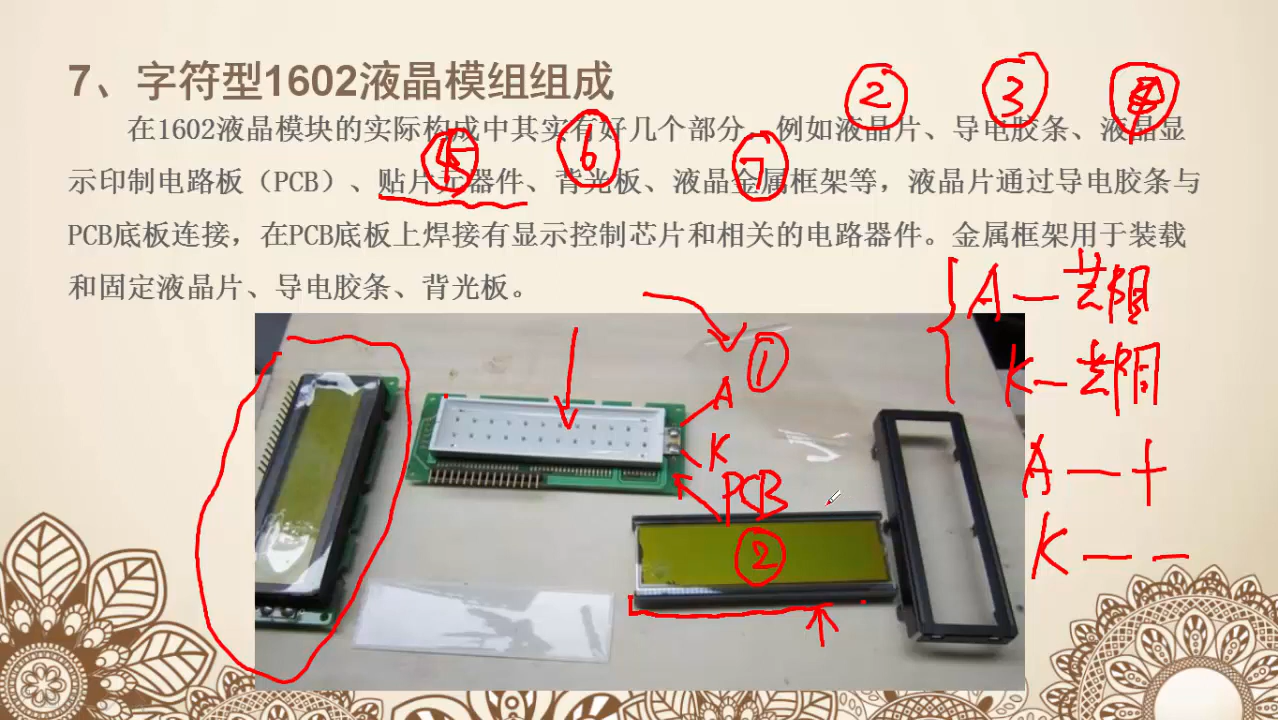 7、字符型1602液晶模组组成
② ③
在1602液晶模块的实际构成中其实有好几个部分，例如液晶片、导电胶条、液晶显
⑥ ⑦
示印制电路板（PCB）、贴片元器件、背光板、液晶金属框架等，液晶片通过导电胶条与
PCB底板连接，在PCB底板上焊接有显示控制芯片和相关的电路器件。金属框架用于装载
和固定液晶片、导电胶条、背光板。
A — 共阳
①
K — 共阴
A
K
A — +
PCB
②
K — —